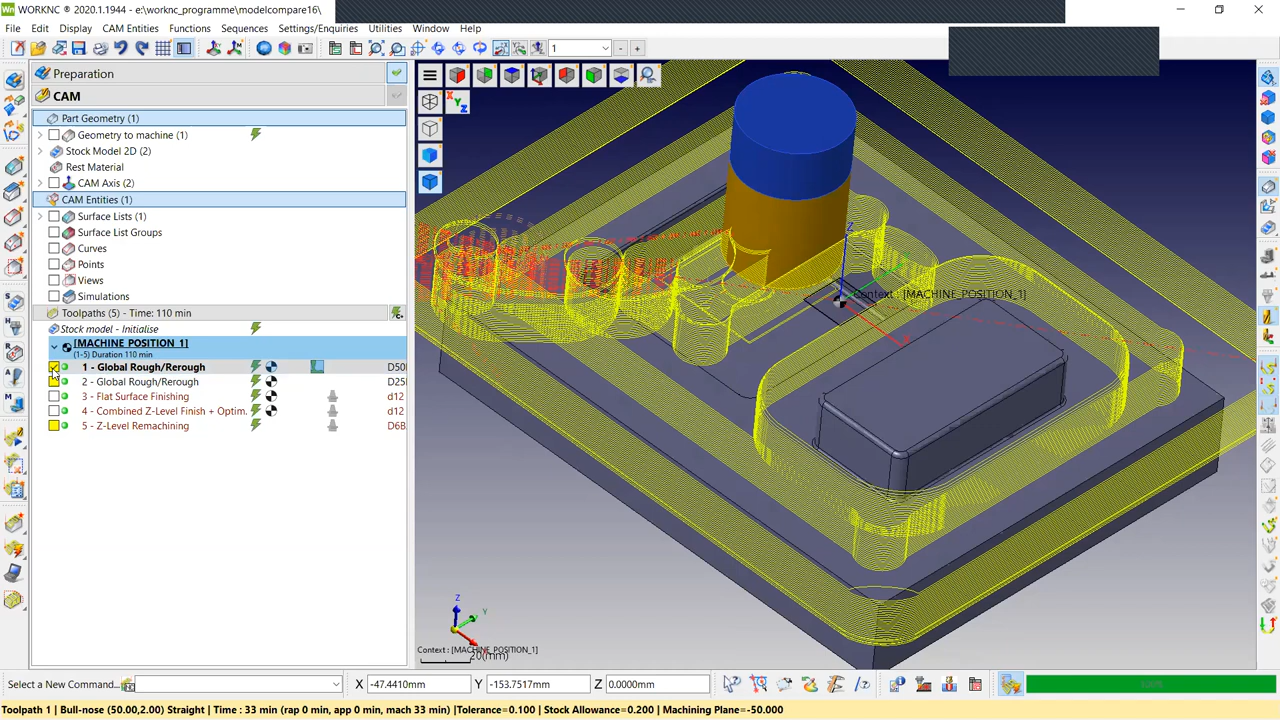 WORKNC ® 2020.1.1944 - e:\worknc_programme\modelcompare16\
File Edit Display CAM Entities Functions Sequences Settings/Enquiries Utilities Window Help
1
Preparation
CAM
Part Geometry (1)
Geometry to machine (1)
Stock Model 2D (2)
Rest Material
CAM Axis (2)
CAM Entities (1)
Surface Lists (1)
Surface List Groups
Curves
Points
Views
Simulations
Toolpaths (5) - Time: 110 min
Stock model - Initialise
[MACHINE POSITION 1]
(1-5) Duration 110 min
1 - Global Rough/Rerough D50
2 - Global Rough/Rerough D25
3 - Flat Surface Finishing d12
4 - Combined Z-Level Finish + Optim. d12
5 - Z-Level Remachining D6B
X Y Z
Z
Context : [MACHINE_POSITION_1]
Z
Y
Context : [MACHINE_POSITION_1]
20(mm)
Select a New Command... X -47.4410mm Y -153.7517mm Z 0.0000mm
Toolpath 1 | Bull-nose (50.00,2.00) Straight | Time : 33 min (rap 0 min, app 0 min, mach 33 min) |Tolerance=0.100 | Stock Allowance=0.200 | Machining Plane=-50.000